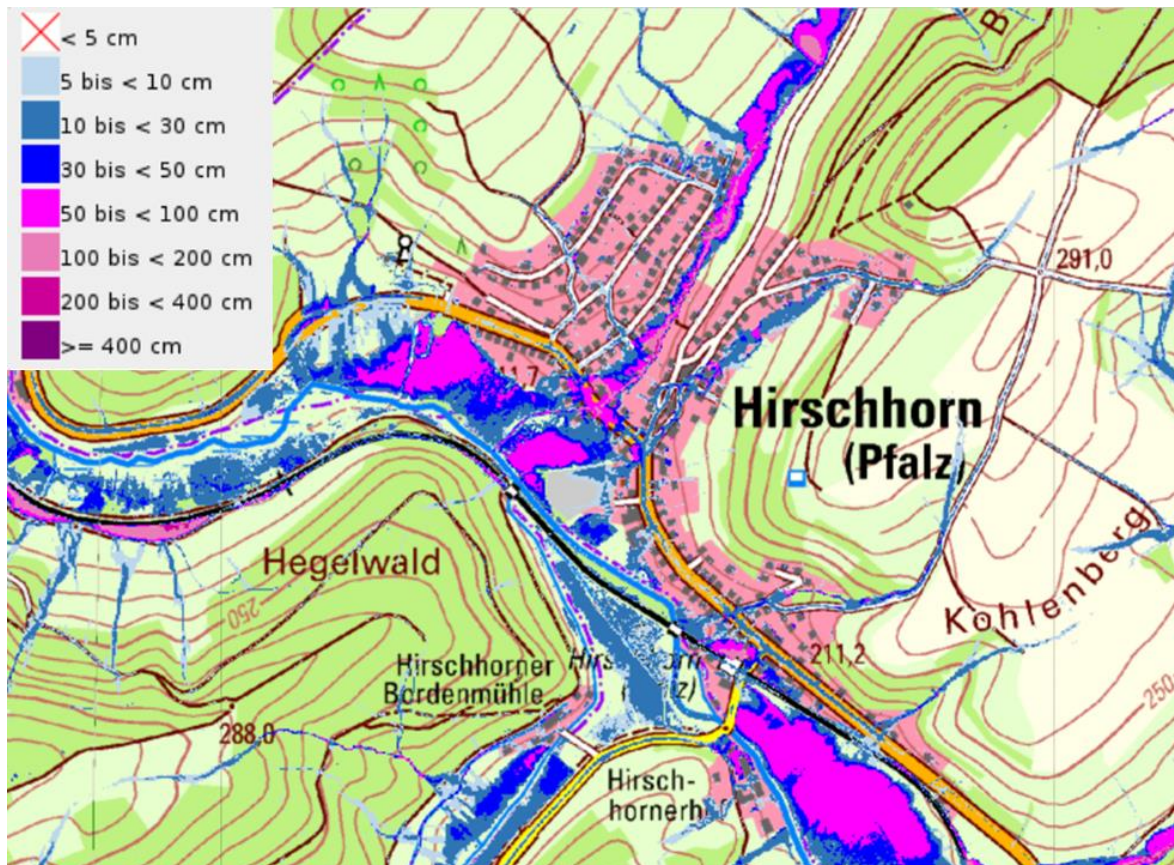 < 5 cm
5 bis < 10 cm
10 bis < 30 cm
30 bis < 50 cm
50 bis < 100 cm
100 bis < 200 cm
200 bis < 400 cm
>= 400 cm
B
291,0
11,7
Hirschhorn
(Pfalz)
Hegelwald
250
Kohlenberg
211,2
Hirschhorner
Bordenmühle
250
288,0
Hirsch-
hornerh